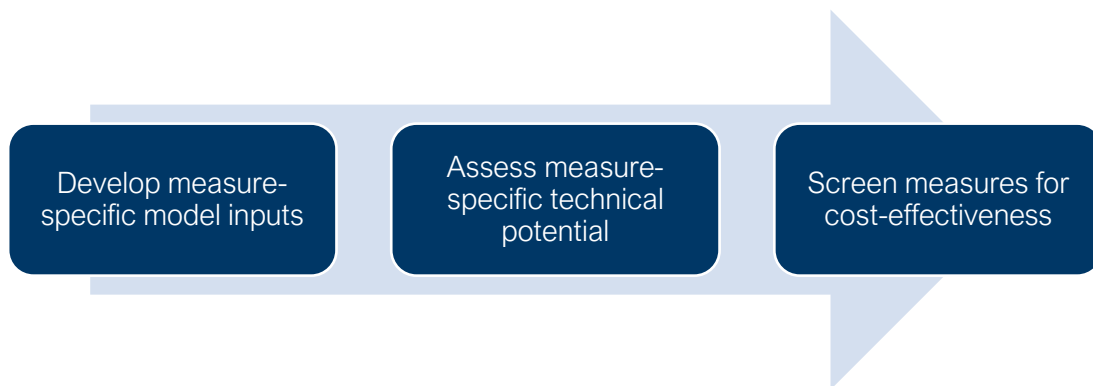 Develop measure-
specific model inputs
Assess measure-
specific technical
potential
Screen measures for
cost-effectiveness